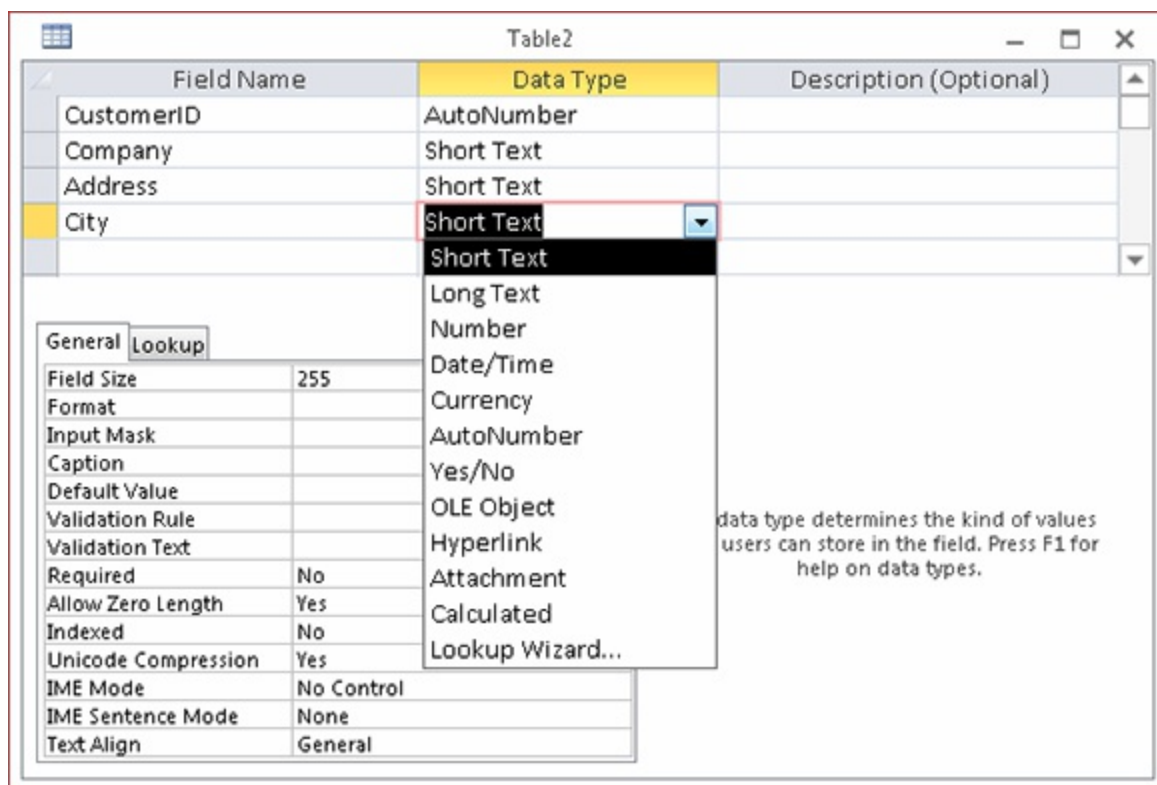 Table2
Field Name Data Type Description (Optional)
CustomerID AutoNumber
Company Short Text
Address Short Text
City Short Text
Short Text
Long Text
Number
Date/Time
Currency
AutoNumber
Yes/No
OLE Object
Hyperlink
Attachment
Calculated
Lookup Wizard...
General Lookup
Field Size 255
Format
Input Mask
Caption
Default Value
Validation Rule
Validation Text
Required No
Allow Zero Length Yes
Indexed No
Unicode Compression Yes
IME Mode No Control
IME Sentence Mode None
Text Align General
data type determines the kind of values
users can store in the field. Press F1 for
help on data types.